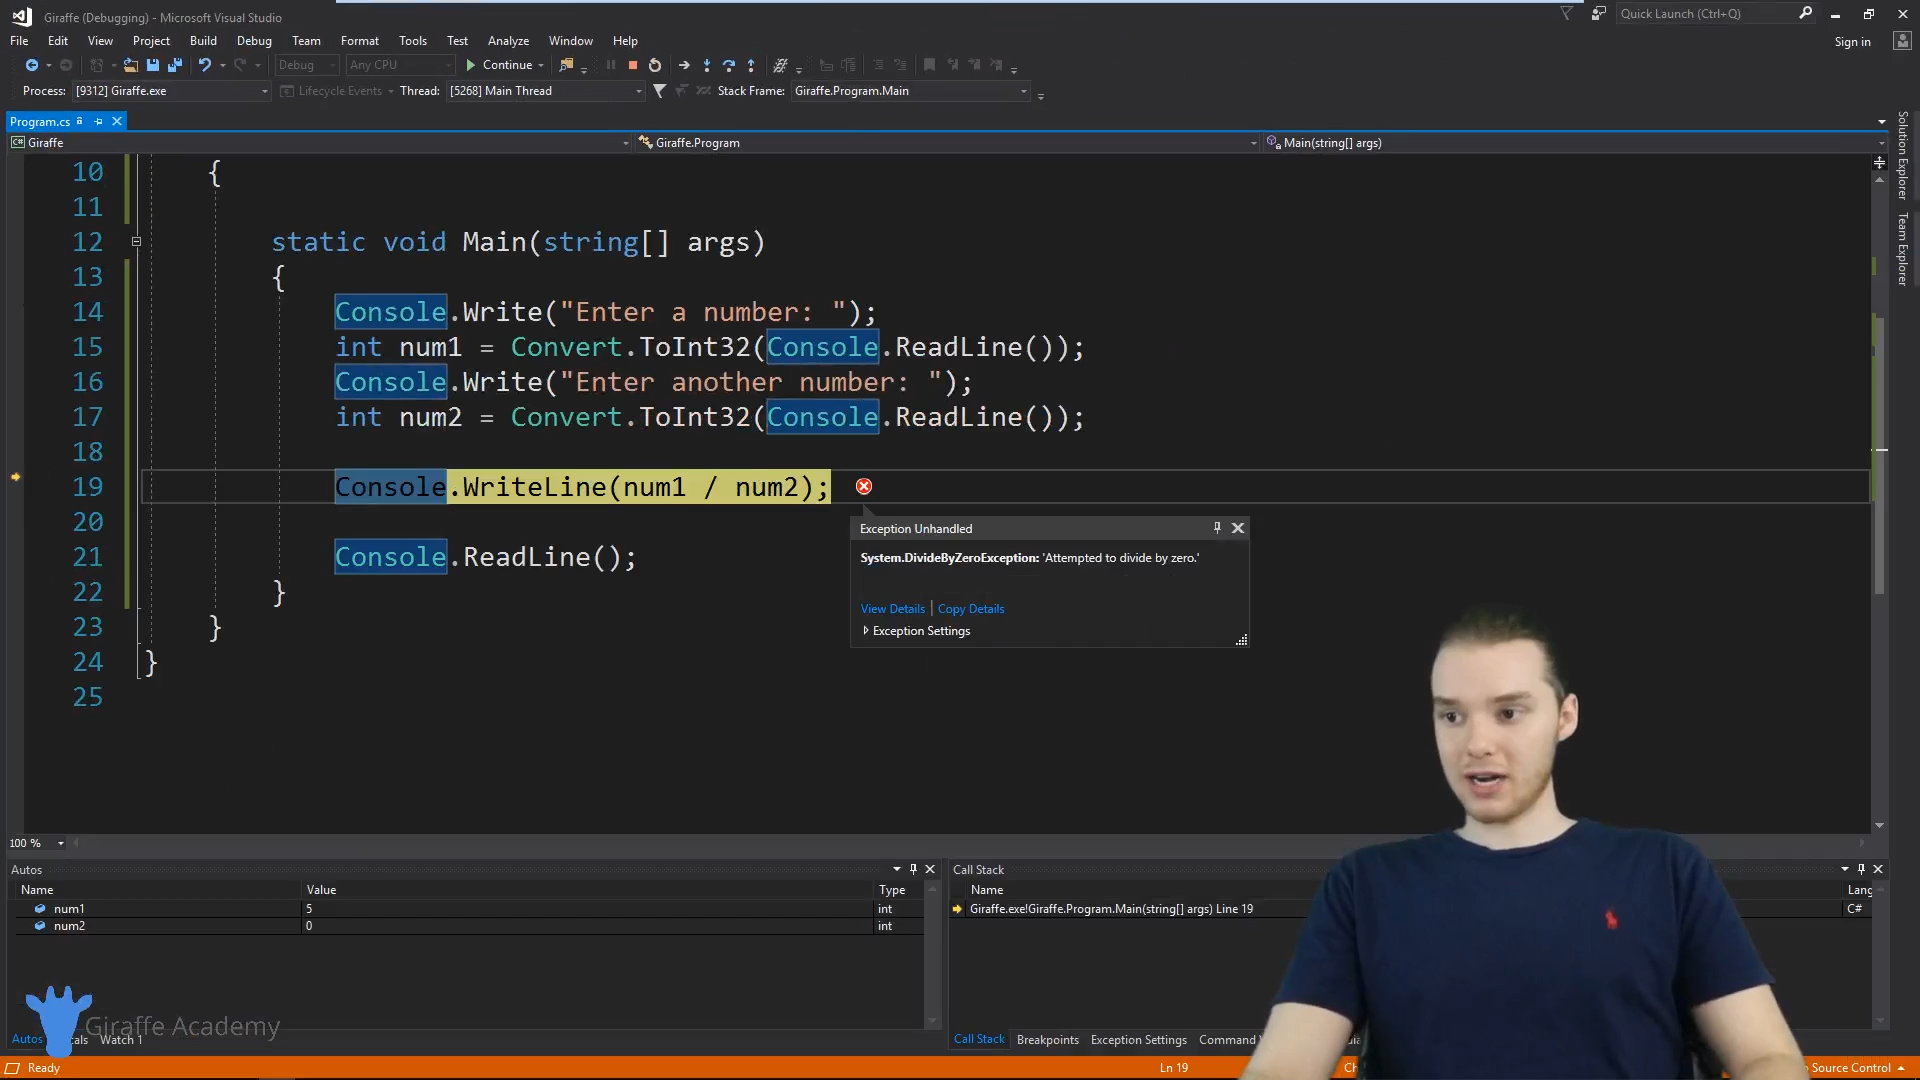 Giraffe (Debugging) - Microsoft Visual Studio
Quick Launch (Ctrl+Q)
File Edit View Project Build Debug Team Format Tools Test Analyze Window Help
Sign in
Debug Any CPU Continue
Process: [9312] Giraffe.exe Lifecycle Events Thread: [5268] Main Thread Stack Frame: Giraffe.Program.Main
Program.cs
Solution Explorer
Team Explorer
C# Giraffe Giraffe.Program Main(string[] args)
10 {
11
12 static void Main(string[] args)
13 {
14 Console.Write("Enter a number: ");
15 int num1 = Convert.ToInt32(Console.ReadLine());
16 Console.Write("Enter another number: ");
17 int num2 = Convert.ToInt32(Console.ReadLine());
18
19 Console.WriteLine(num1 / num2);
20
21 Console.ReadLine();
22 }
23 }
24 }
25
Exception Unhandled
System.DivideByZeroException: 'Attempted to divide by zero.'
View Details | Copy Details
Exception Settings
100 %
Autos
Name Value Type
num1 5 int
num2 0 int
Call Stack
Name Lang
Giraffe.exe!Giraffe.Program.Main(string[] args) Line 19 C#
Giraffe Academy
Autos Watch 1
Call Stack Breakpoints Exception Settings
Ready Ln 19 Source Control